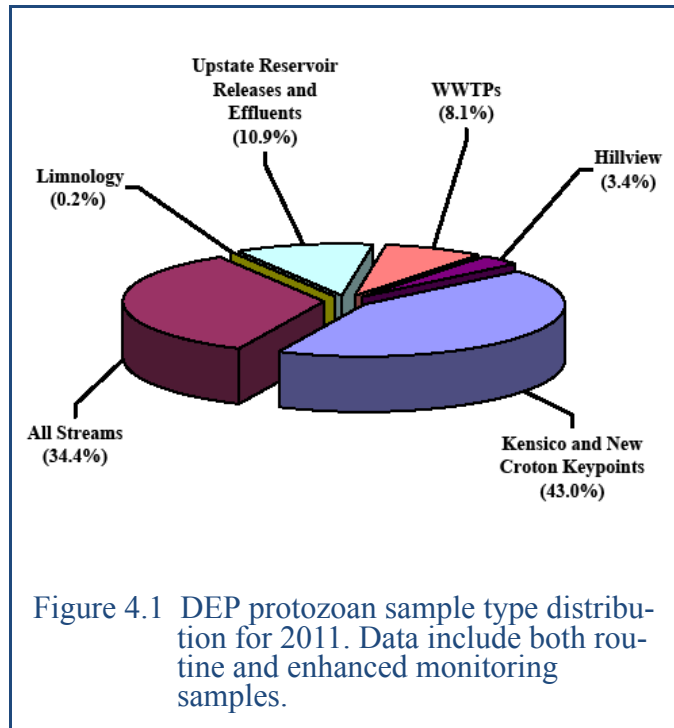 Upstate Reservoir
Releases and
Effluents
(10.9%)
WWTPs
(8.1%)
Hillview
(3.4%)
Limnology
(0.2%)
All Streams
(34.4%)
Kensico and New
Croton Keypoints
(43.0%)
Figure 4.1 DEP protozoan sample type distribu-
tion for 2011. Data include both rou-
tine and enhanced monitoring
samples.